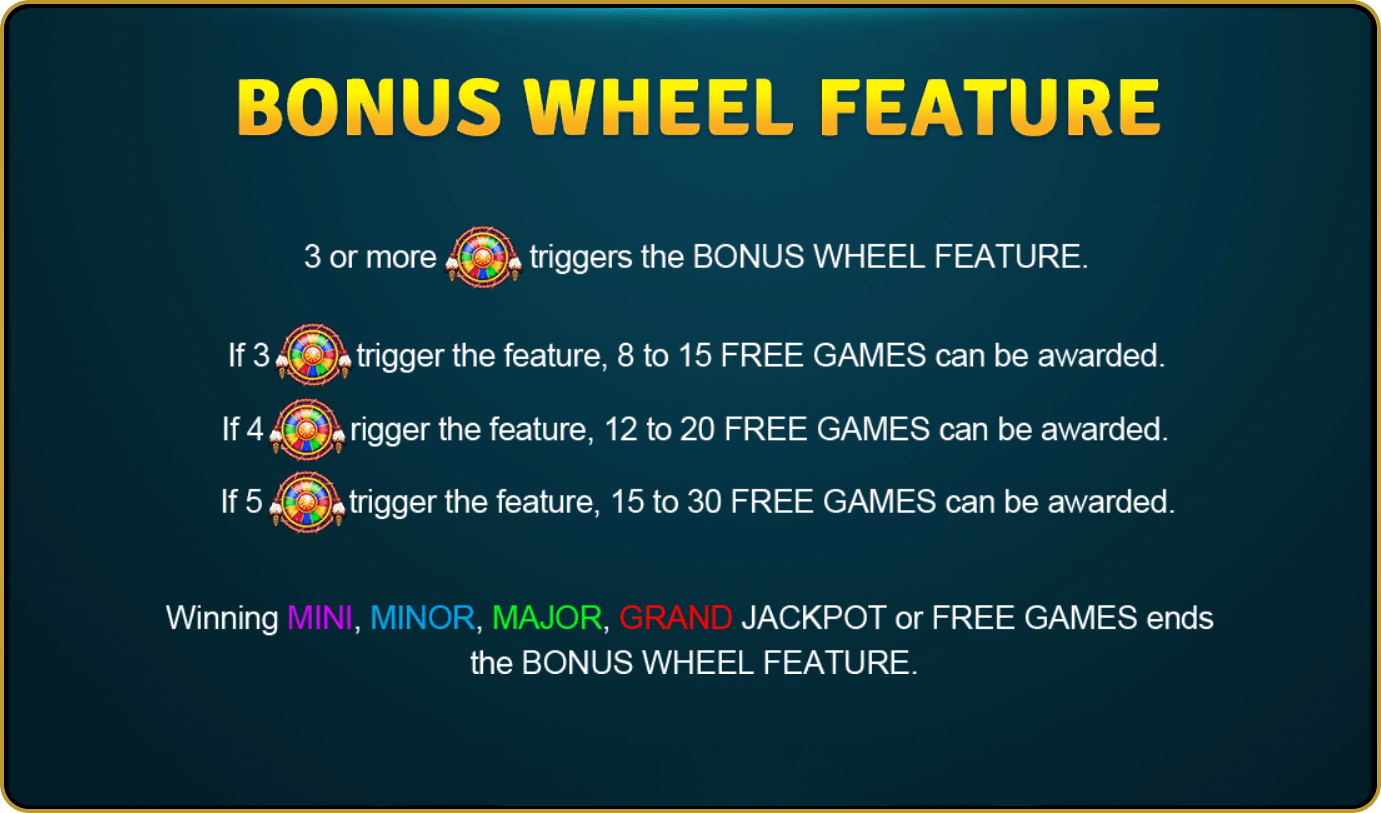 BONUS WHEEL FEATURE
3 or more triggers the BONUS WHEEL FEATURE.
If 3 trigger the feature, 8 to 15 FREE GAMES can be awarded.
If 4 rigger the feature, 12 to 20 FREE GAMES can be awarded.
If 5 trigger the feature, 15 to 30 FREE GAMES can be awarded.
Winning MINI, MINOR, MAJOR, GRAND JACKPOT or FREE GAMES ends
the BONUS WHEEL FEATURE.